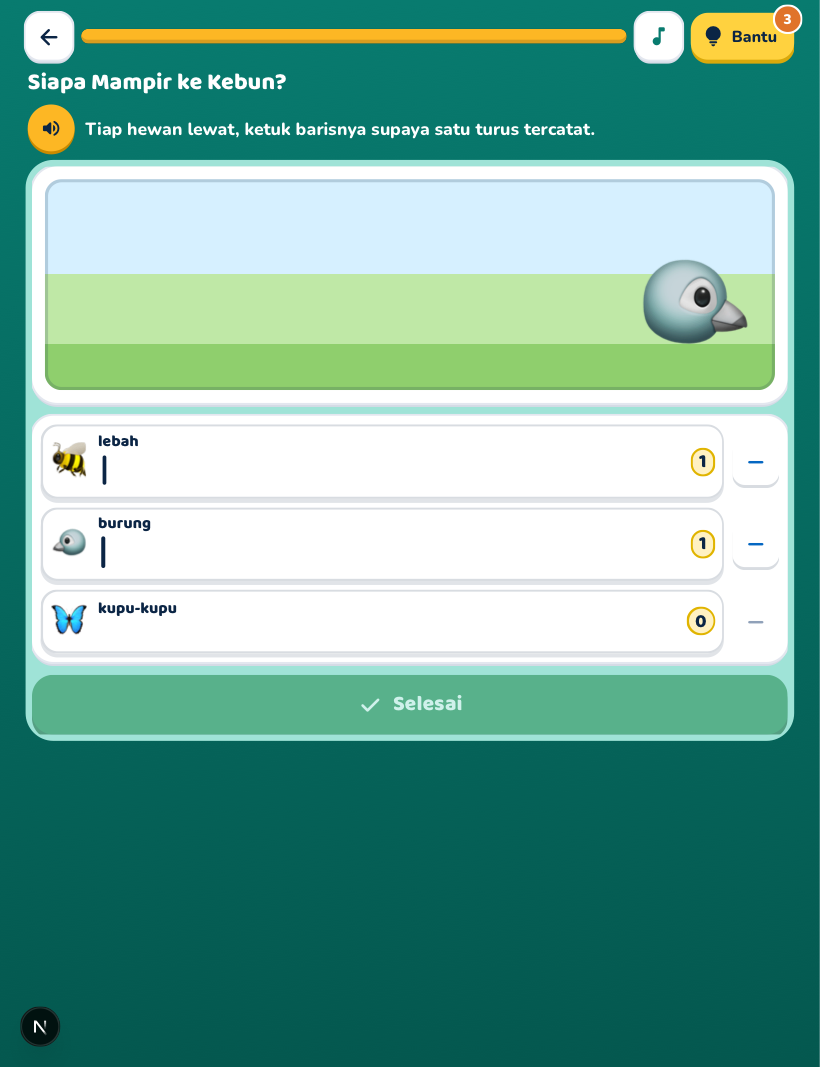 3
Bantu
Siapa Mampir ke Kebun?
Tiap hewan lewat, ketuk barisnya supaya satu turus tercatat.
lebah
1
burung
1
kupu-kupu
0
Selesai
N